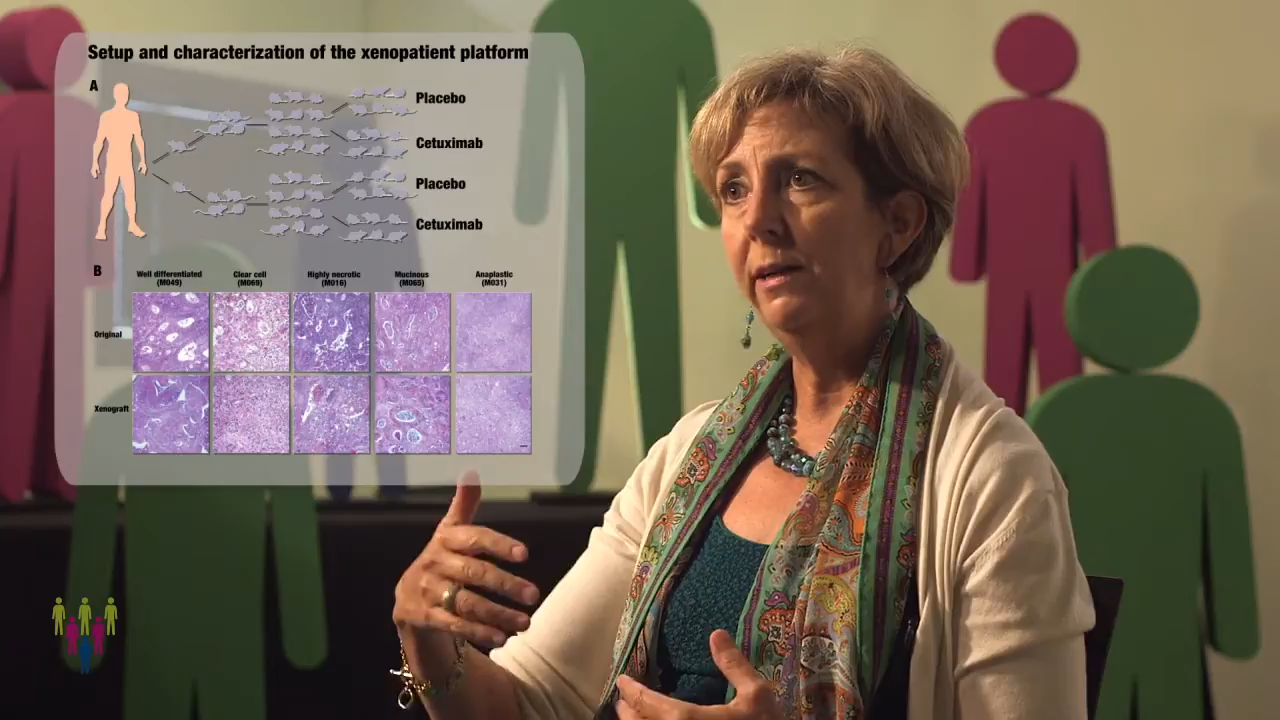 Setup and characterization of the xenopatient platform
A
Placebo
Cetuximab
Placebo
Cetuximab
B
Well differentiated (M049)
Clear cell (M069)
Highly necrotic (M016)
Mucinous (M065)
Anaplastic (M031)
Original
Xenograft